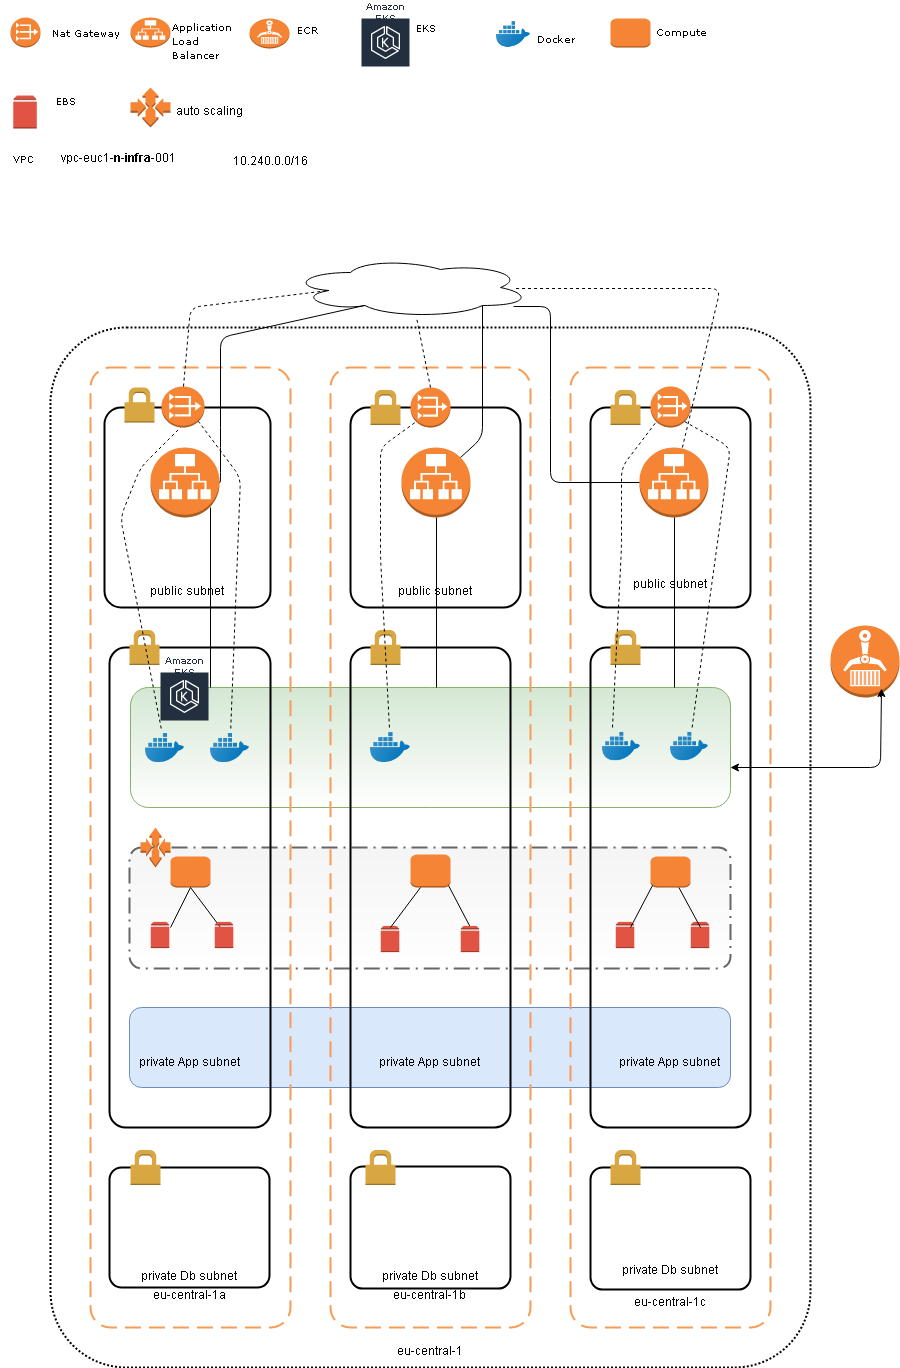 Amazon
EKS
Nat Gateway
Application
Load
Balancer
ECR
EKS
Docker
Compute
EBS
auto scaling
VPC
vpc-euc1-n-infra-001
10.240.0.0/16
public subnet
public subnet
public subnet
Amazon
EKS
private App subnet
private App subnet
private App subnet
private Db subnet
private Db subnet
private Db subnet
eu-central-1a
eu-central-1b
eu-central-1c
eu-central-1